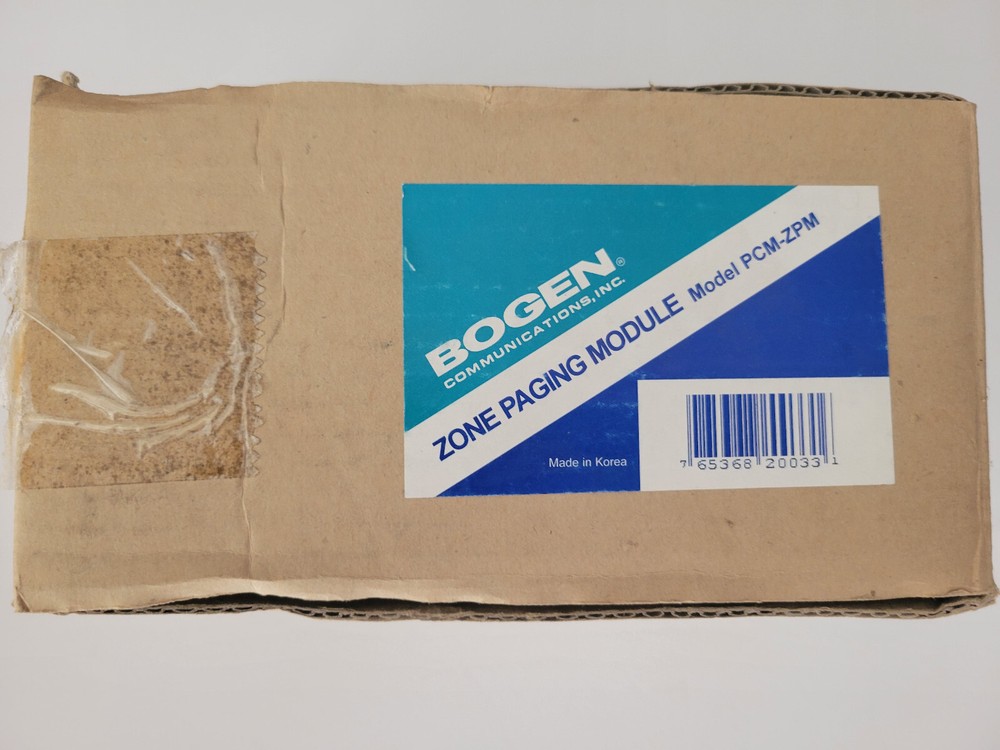 BOGEN®
COMMUNICATIONS, INC.
ZONE PAGING MODULE Model PCM-ZPM
Made in Korea
7 65368 20033 1